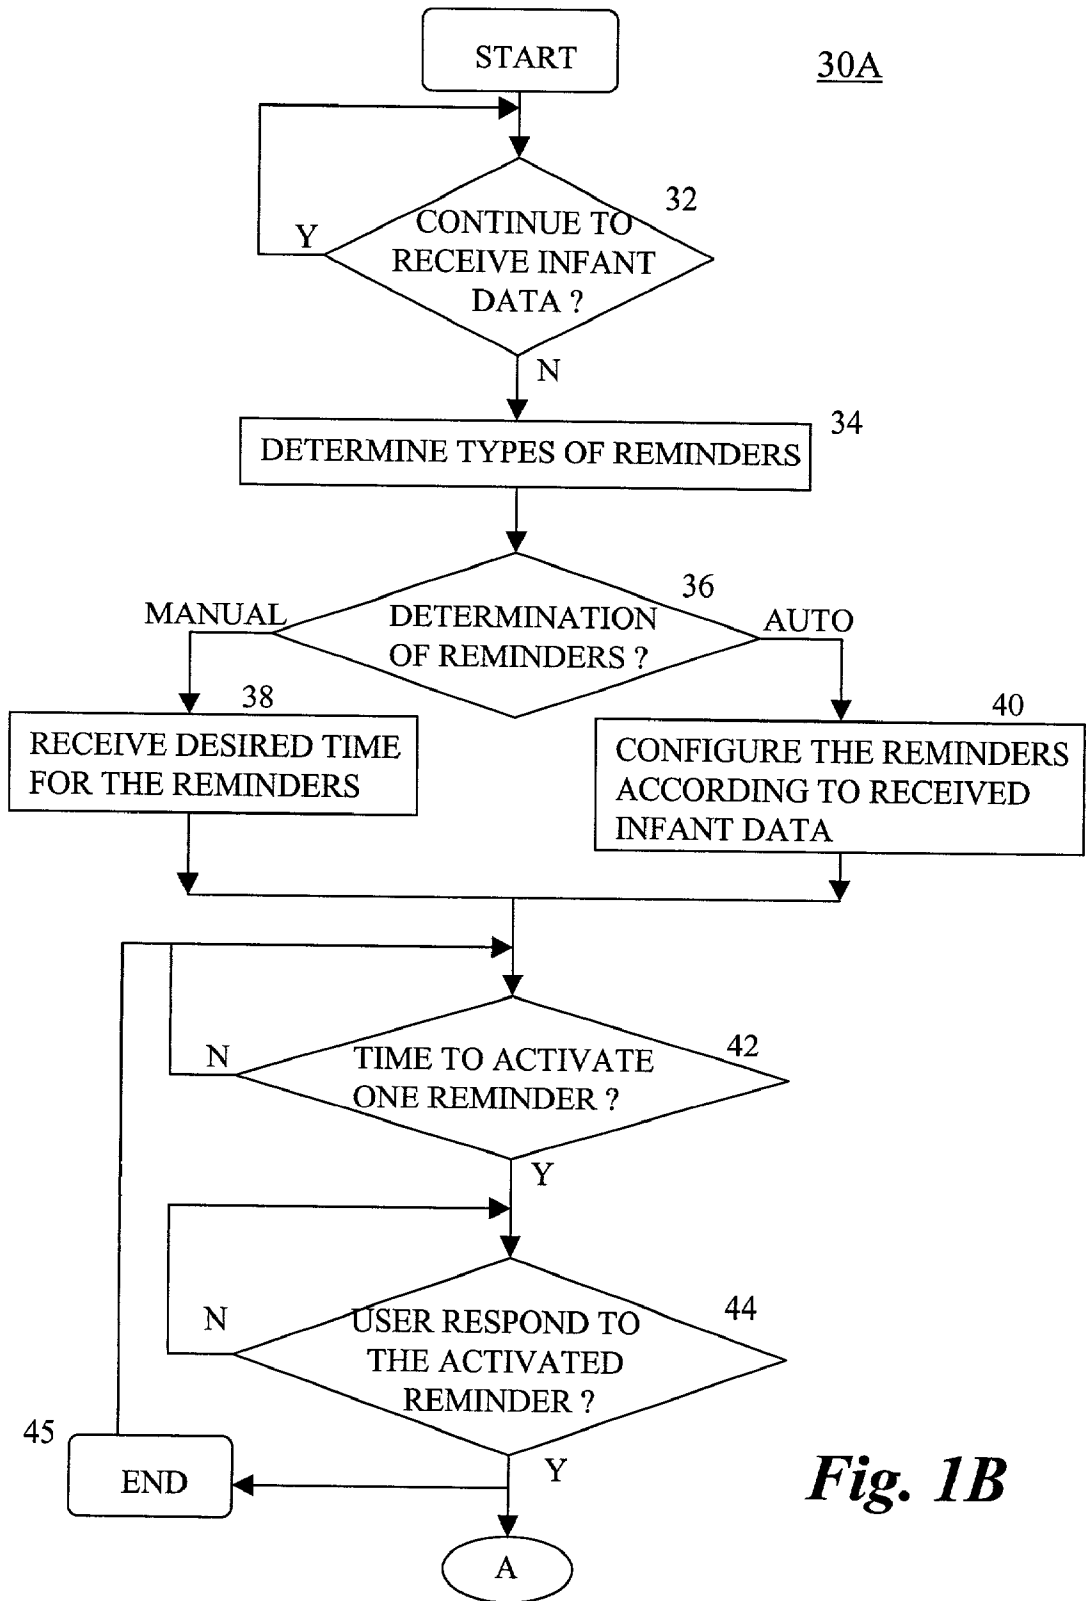 START
30A
32
CONTINUE TO
RECEIVE INFANT
DATA ?
Y
N
34
DETERMINE TYPES OF REMINDERS
36
MANUAL
DETERMINATION
OF REMINDERS ?
AUTO
38
RECEIVE DESIRED TIME
FOR THE REMINDERS
40
CONFIGURE THE REMINDERS
ACCORDING TO RECEIVED
INFANT DATA
42
N
TIME TO ACTIVATE
ONE REMINDER ?
Y
44
N
USER RESPOND TO
THE ACTIVATED
REMINDER ?
45
END
Y
Fig. 1B
A